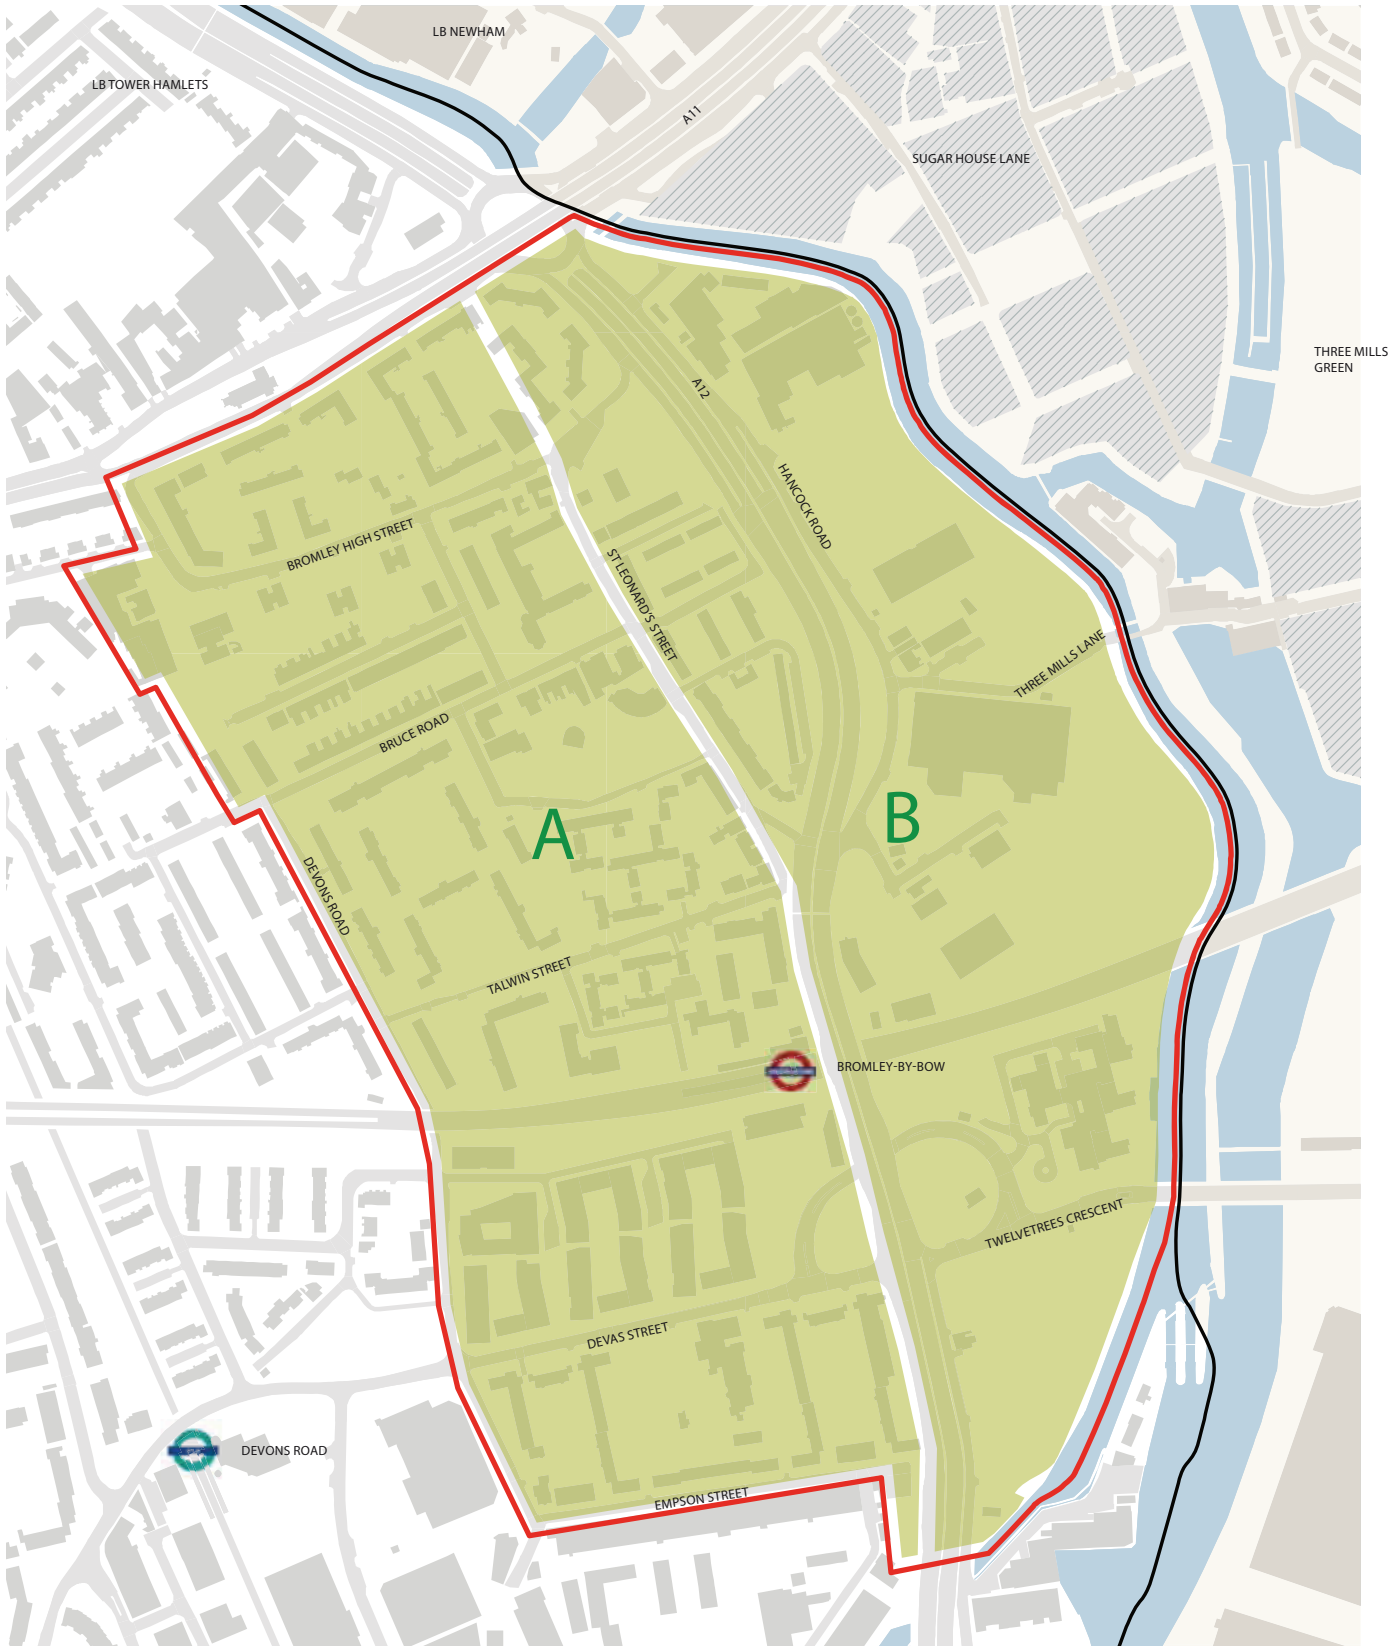 LB NEWHAM
LB TOWER HAMLETS
A11
SUGAR HOUSE LANE
THREE MILLS
GREEN
A12
HANCOCK ROAD
BROMLEY HIGH STREET
ST LEONARD'S STREET
THREE MILLS LANE
BRUCE ROAD
A
B
DEVONS ROAD
TALWIN STREET
BROMLEY-BY-BOW
TWELVETREES CRESCENT
DEVAS STREET
DEVONS ROAD
EMPSON STREET